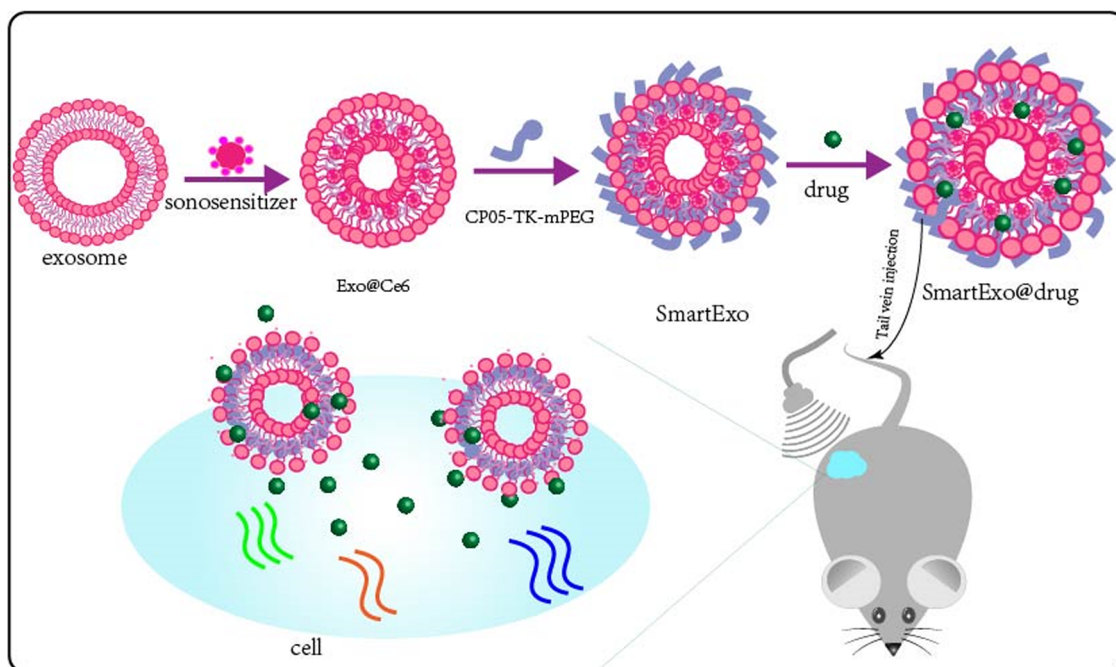 exosome
sonosensitizer
Exo@Ce6
CP05-TK-mPEG
SmartExo
drug
SmartExo@drug
Tail vein injection
cell